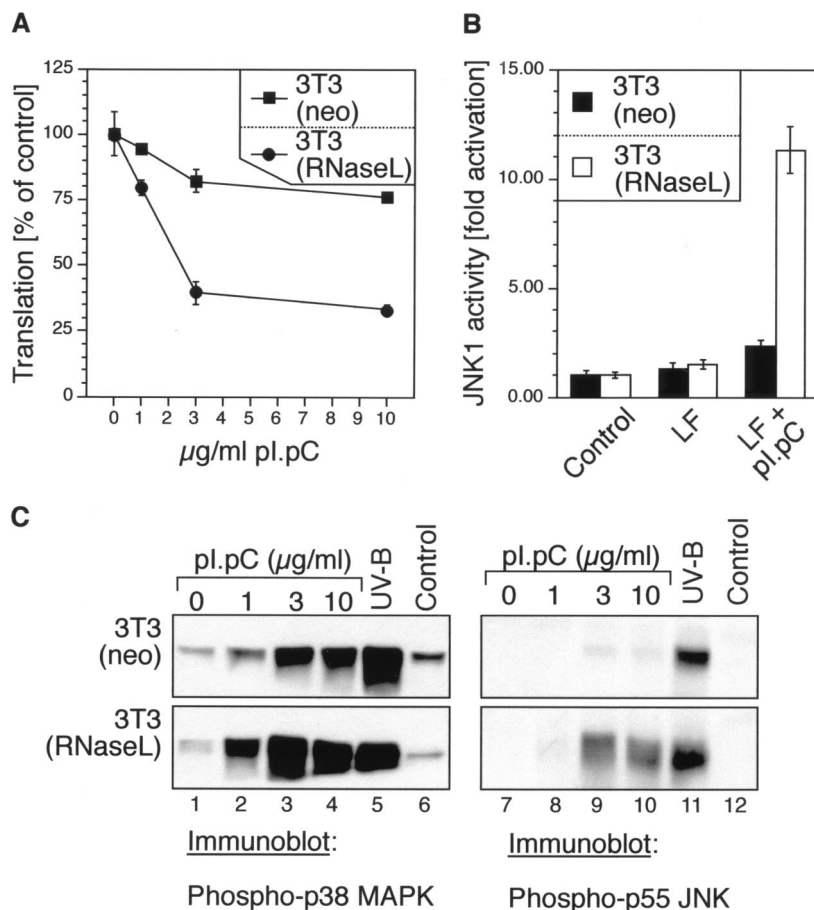 A
Translation [% of control]
125
100
75
50
25
0
3T3
(neo)
3T3
(RNaseL)
0 1 2 3 4 5 6 7 8 9 10
µg/ml pI.pC
B
JNK1 activity [fold activation]
15.00
10.00
5.00
0.00
3T3
(neo)
3T3
(RNaseL)
Control
LF
LF +
pI.pC
C
pI.pC (µg/ml)
0 1 3 10
UV-B
Control
pI.pC (µg/ml)
0 1 3 10
UV-B
Control
3T3
(neo)
3T3
(RNaseL)
1 2 3 4 5 6
7 8 9 10 11 12
Immunoblot:
Phospho-p38 MAPK
Immunoblot:
Phospho-p55 JNK